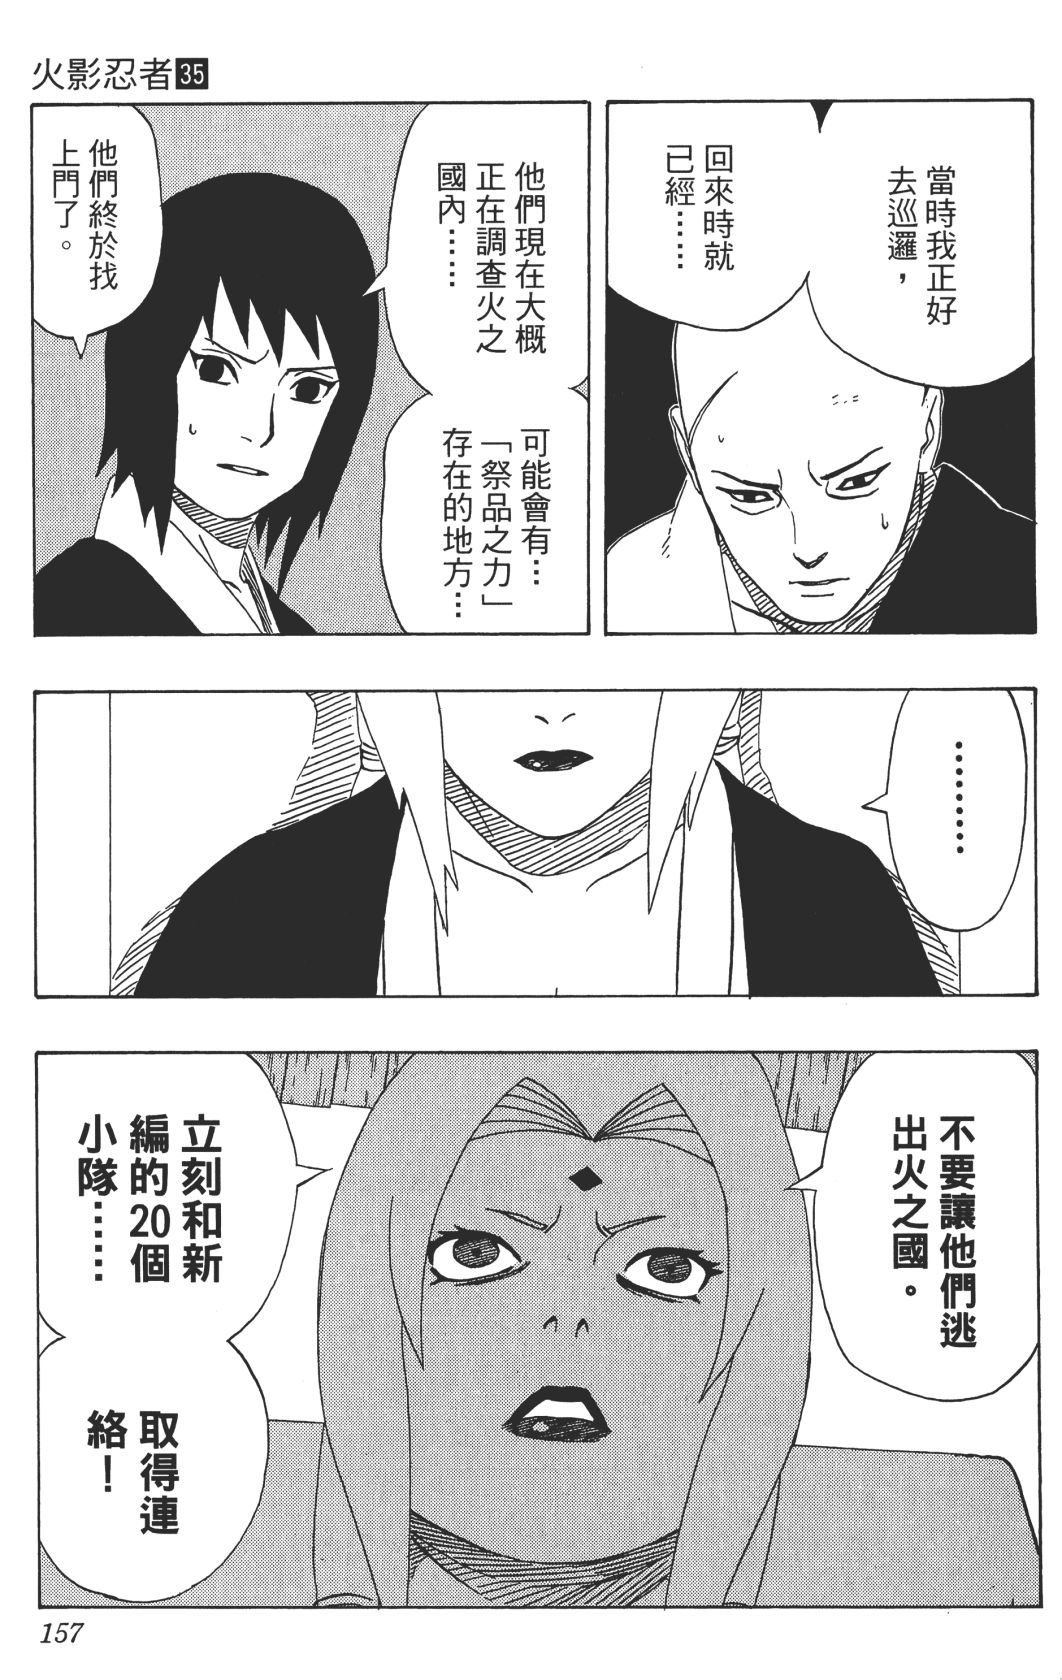 火影忍者35
當時我正好
去巡邏，
回來時就
已經……
他們現在大概
正在調查火之
國內……
可能會有…
「祭品之力」
存在的地方…
他們終於找
上門了。
………
不要讓他們逃
出火之國。
立刻和新
編的20個
小隊……
取得連
絡！
157